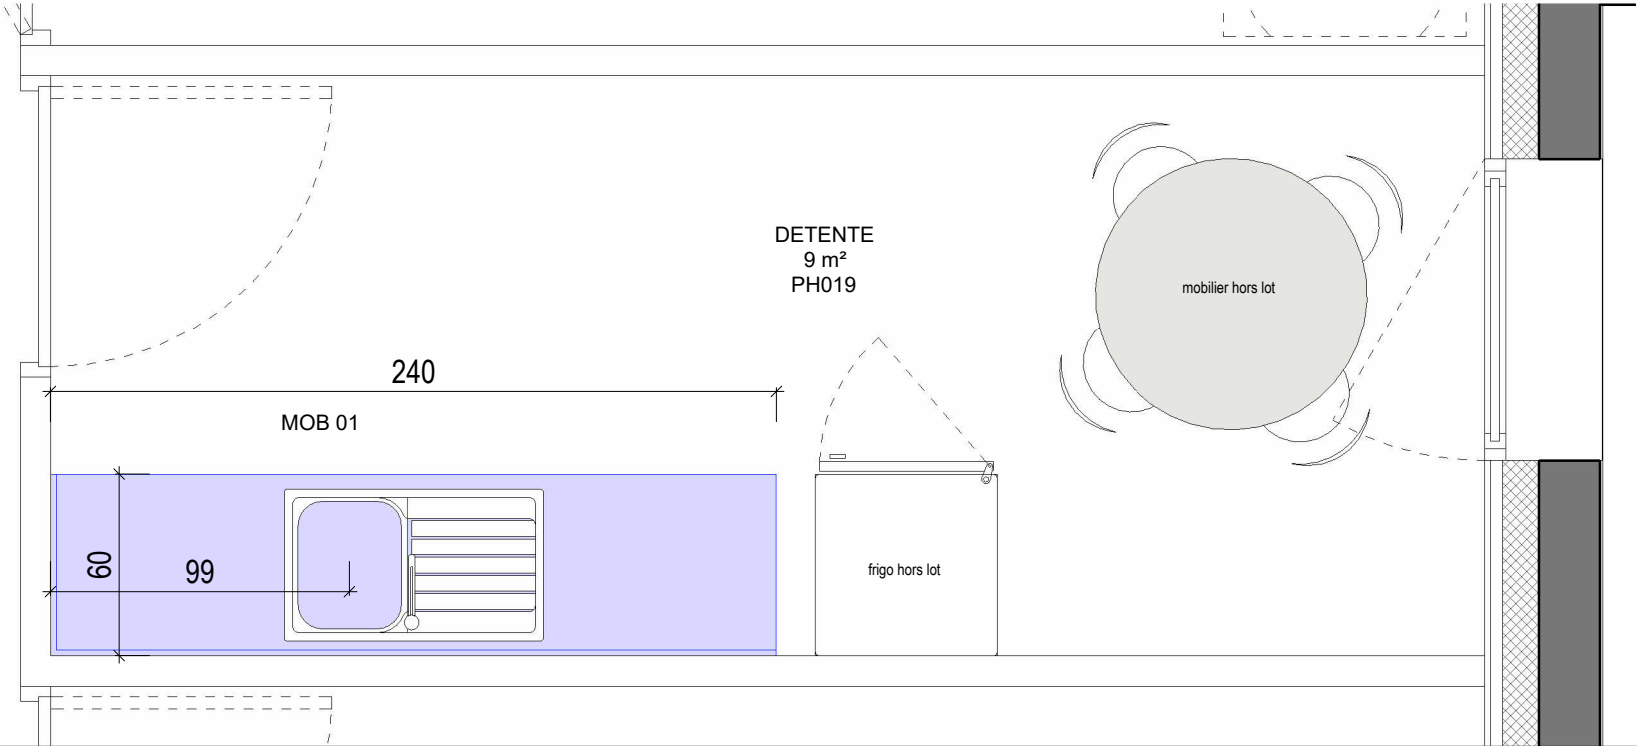 DETENTE
9 m²
PH019
mobilier hors lot
240
MOB 01
60
99
frigo hors lot